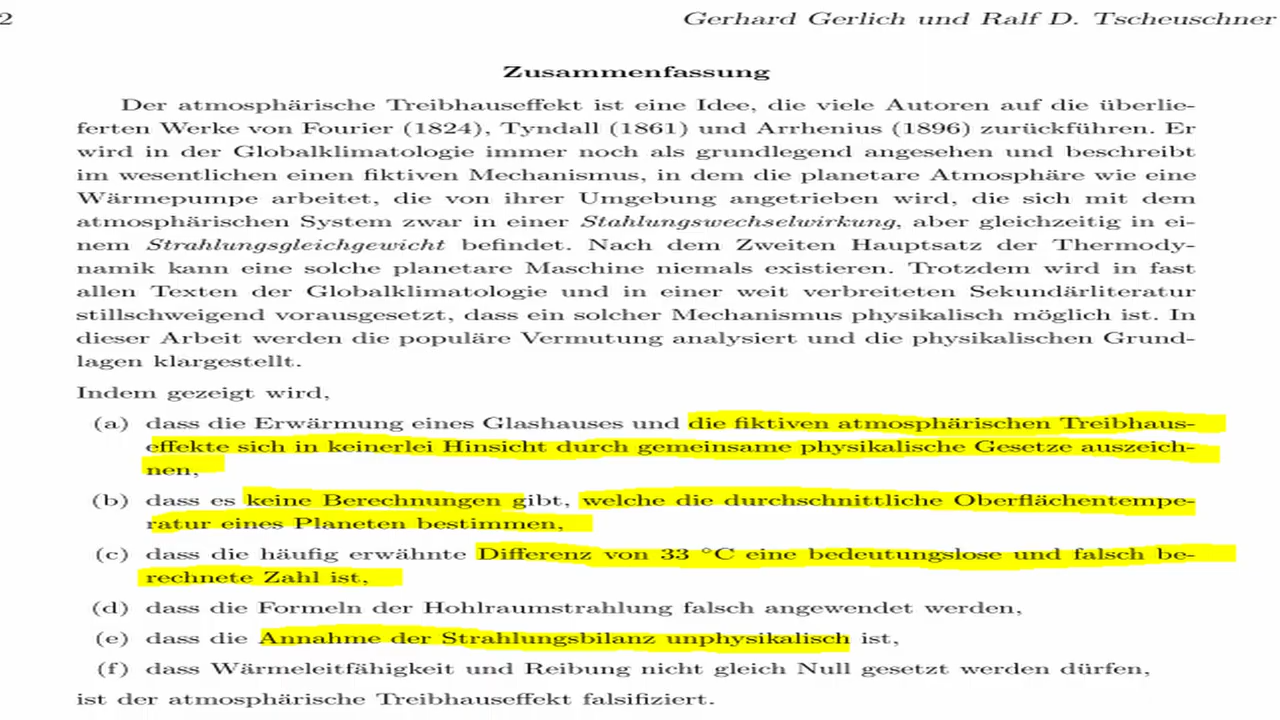 2 Gerhard Gerlich und Ralf D. Tscheuschner
Zusammenfassung
Der atmosphärische Treibhauseffekt ist eine Idee, die viele Autoren auf die überlie-
ferten Werke von Fourier (1824), Tyndall (1861) und Arrhenius (1896) zurückführen. Er
wird in der Globalklimatologie immer noch als grundlegend angesehen und beschreibt
im wesentlichen einen fiktiven Mechanismus, in dem die planetare Atmosphäre wie eine
Wärmepumpe arbeitet, die von ihrer Umgebung angetrieben wird, die sich mit dem
atmosphärischen System zwar in einer Stahlungswechselwirkung, aber gleichzeitig in ei-
nem Strahlungsgleichgewicht befindet. Nach dem Zweiten Hauptsatz der Thermody-
namik kann eine solche planetare Maschine niemals existieren. Trotzdem wird in fast
allen Texten der Globalklimatologie und in einer weit verbreiteten Sekundärliteratur
stillschweigend vorausgesetzt, dass ein solcher Mechanismus physikalisch möglich ist. In
dieser Arbeit werden die populäre Vermutung analysiert und die physikalischen Grund-
lagen klargestellt.
Indem gezeigt wird,
(a) dass die Erwärmung eines Glashauses und die fiktiven atmosphärischen Treibhaus-
effekte sich in keinerlei Hinsicht durch gemeinsame physikalische Gesetze auszeich-
nen,
(b) dass es keine Berechnungen gibt, welche die durchschnittliche Oberflächentempe-
ratur eines Planeten bestimmen,
(c) dass die häufig erwähnte Differenz von 33 °C eine bedeutungslose und falsch be-
rechnete Zahl ist,
(d) dass die Formeln der Hohlraumstrahlung falsch angewendet werden,
(e) dass die Annahme der Strahlungsbilanz unphysikalisch ist,
(f) dass Wärmeleitfähigkeit und Reibung nicht gleich Null gesetzt werden dürfen,
ist der atmosphärische Treibhauseffekt falsifiziert.